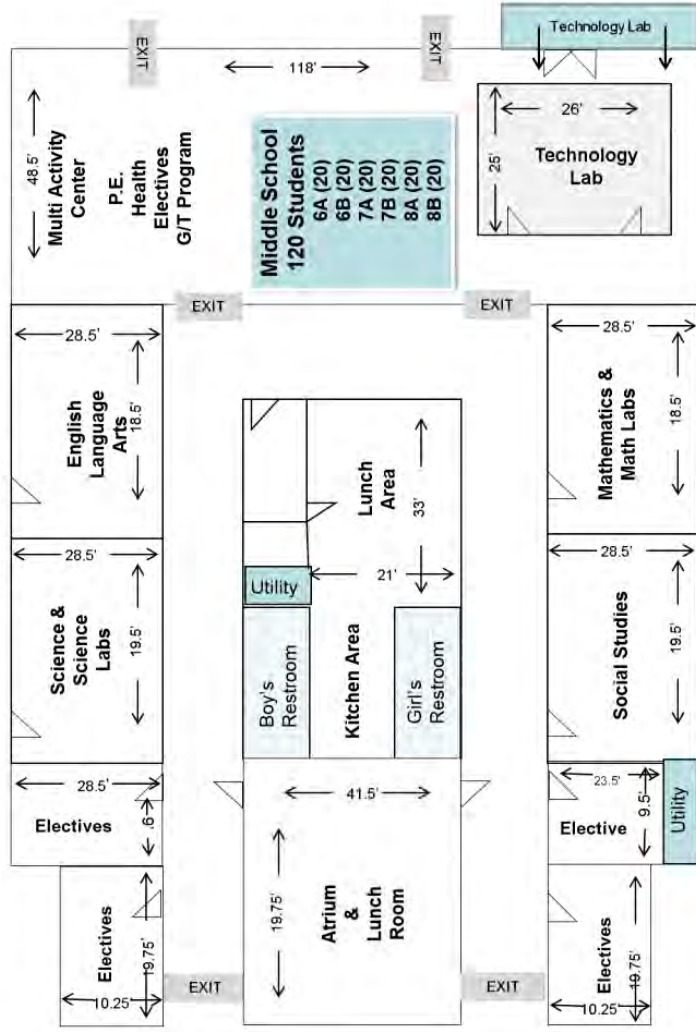 Technology Lab
EXIT
EXIT
118'
48.5'
Multi Activity
Center
P.E.
Health
Electives
G/T Program
Middle School
120 Students
6A (20)
6B (20)
7A (20)
7B (20)
8A (20)
8B (20)
26'
25'
Technology
Lab
EXIT
EXIT
28.5'
18.5'
English
Language
Arts
28.5'
18.5'
Mathematics &
Math Labs
Lunch
Area
33'
21'
Utility
28.5'
19.5'
Science &
Science
Labs
28.5'
19.5'
Social Studies
Boy's
Restroom
Kitchen Area
Girl's
Restroom
28.5'
Electives
9.'
41.5'
19.75'
Atrium
&
Lunch
Room
23.5'
9.5'
Elective
Utility
Electives
19.75'
10.25'
Electives
19.75'
10.25'
EXIT
EXIT